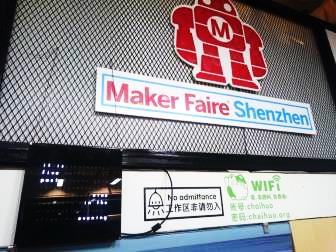 M
Maker Faire Shenzhen
No admittance
工作区非请勿入
WiFi
账号:chaihuo
密码:chaihuo.org